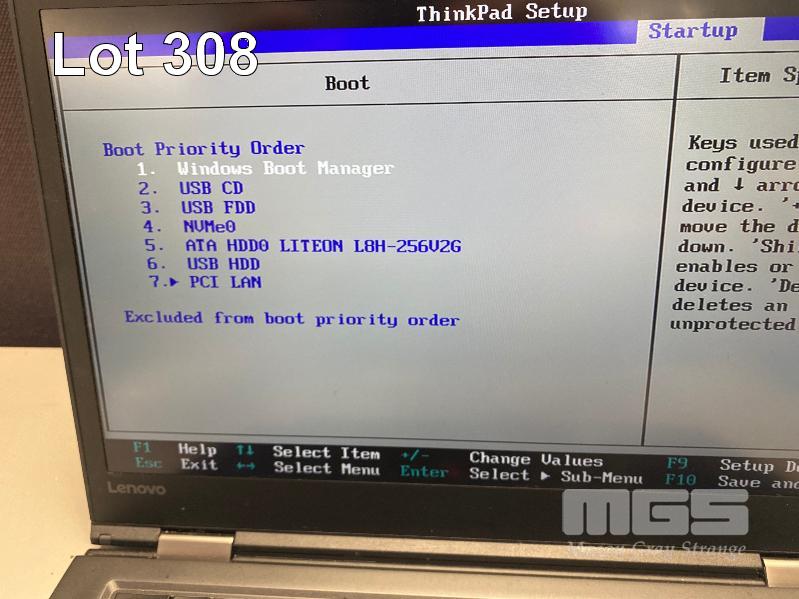 ThinkPad Setup
Startup
Lot 308
Boot
Item
Boot Priority Order
1. Windows Boot Manager
2. USB CD
3. USB FDD
4. NVMe0
5. ATA HDD0 LITEON L8H-256V2G
6. USB HDD
7.▸ PCI LAN
Excluded from boot priority order
Keys used
configure
and ↓ arro
device. '+
move the d
down. 'Shi
enables or
device. 'De
deletes an
unprotected
F1 Help ↑↓ Select Item +/- Change Values F9 Setup De
Esc Exit ←→ Select Menu Enter Select ▸ Sub-Menu F10 Save and
Lenovo
MGS
Mason Gray Strange